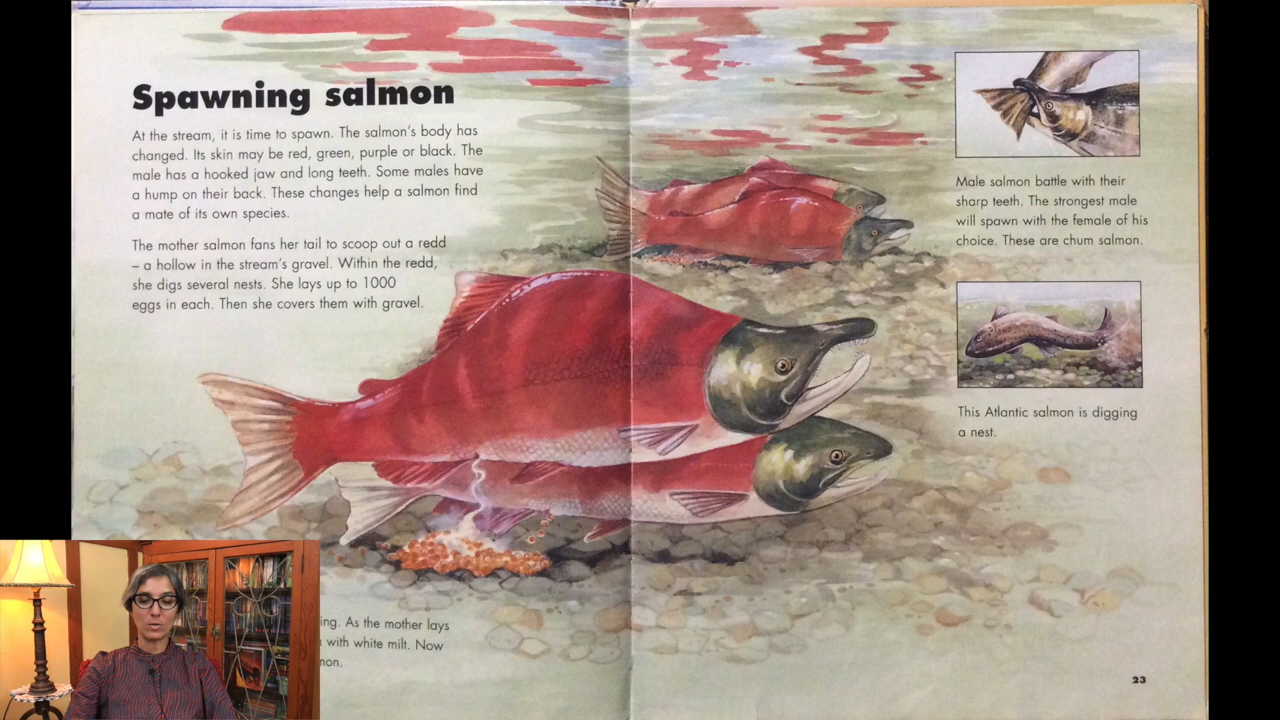 Spawning salmon
At the stream, it is time to spawn. The salmon's body has
changed. Its skin may be red, green, purple or black. The
male has a hooked jaw and long teeth. Some males have
a hump on their back. These changes help a salmon find
a mate of its own species.
The mother salmon fans her tail to scoop out a redd
– a hollow in the stream's gravel. Within the redd,
she digs several nests. She lays up to 1000
eggs in each. Then she covers them with gravel.
ing. As the mother lays
with white milt. Now
mon.
Male salmon battle with their
sharp teeth. The strongest male
will spawn with the female of his
choice. These are chum salmon.
This Atlantic salmon is digging
a nest.
23